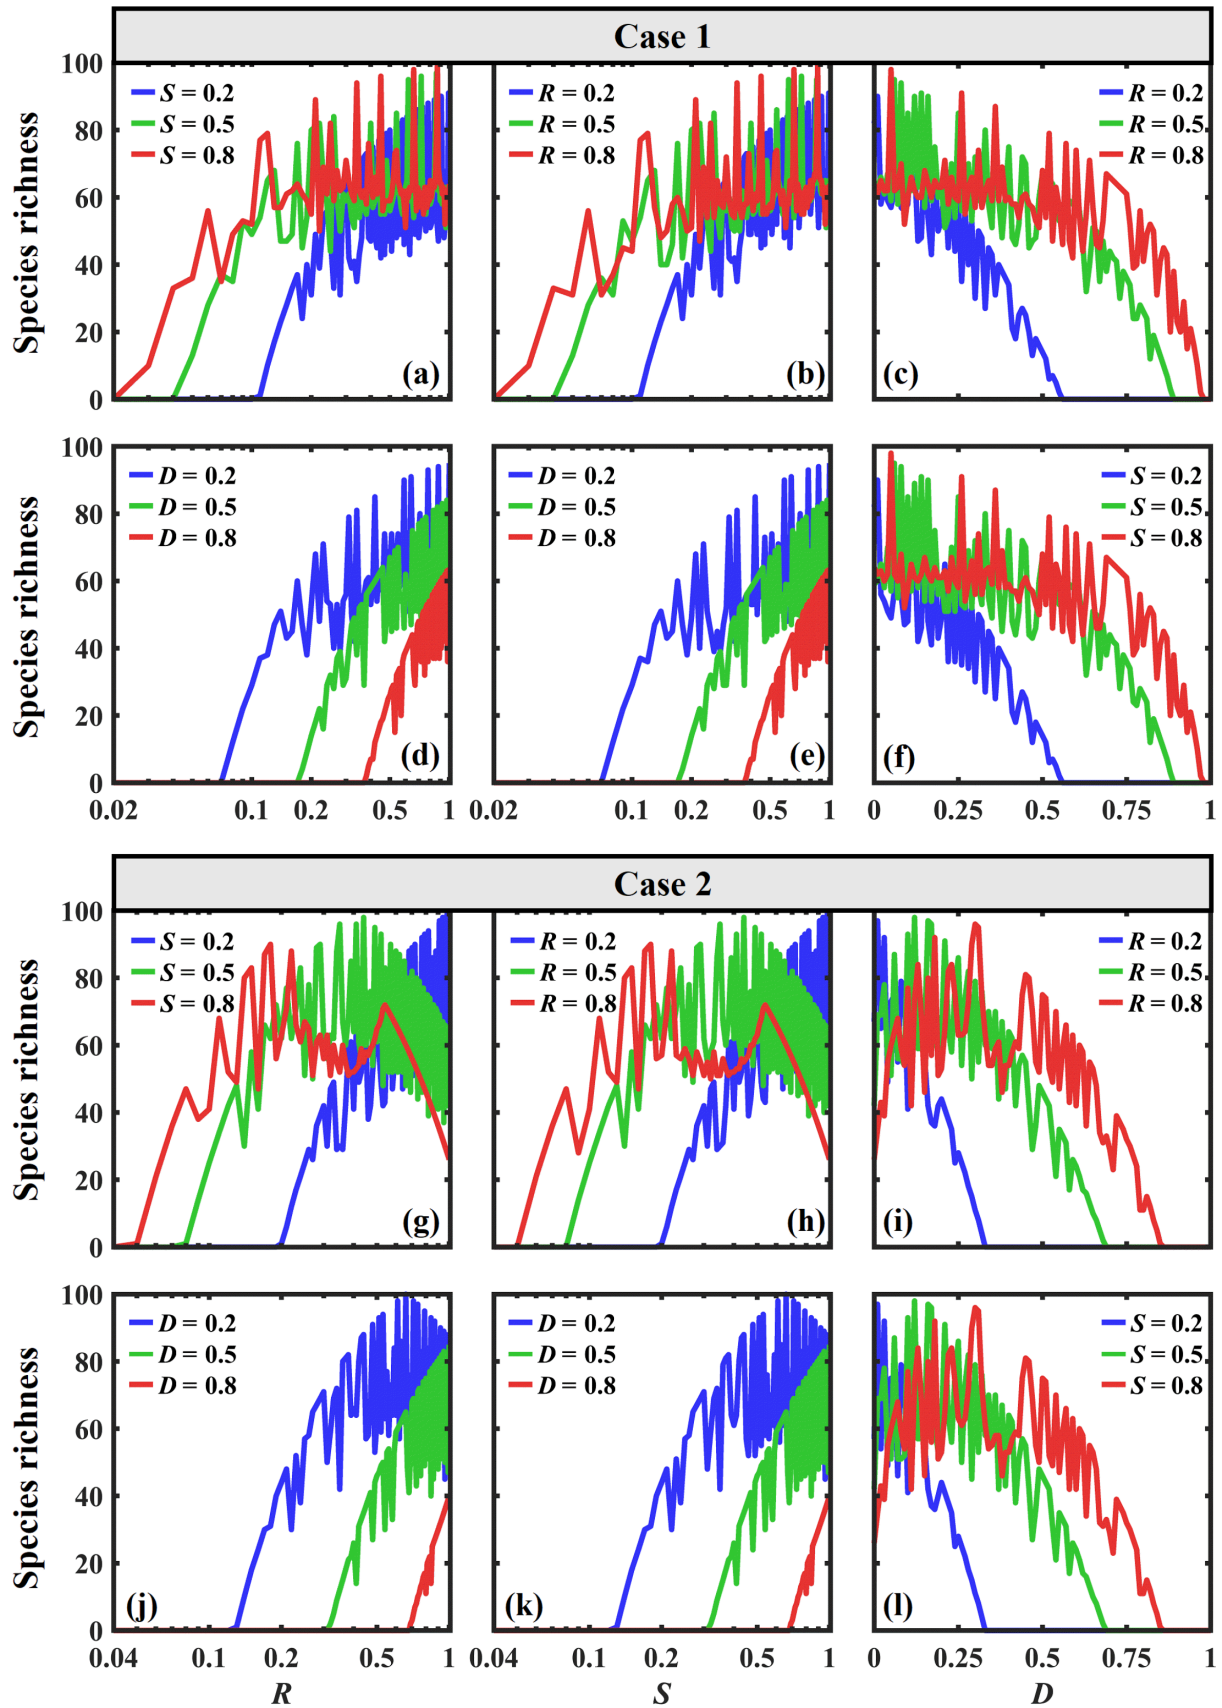 Case 1
Species richness
100
80
60
40
20
0
S = 0.2
S = 0.5
S = 0.8
(a)
R = 0.2
R = 0.5
R = 0.8
(b)
R = 0.2
R = 0.5
R = 0.8
(c)
Species richness
100
80
60
40
20
0
D = 0.2
D = 0.5
D = 0.8
(d)
D = 0.2
D = 0.5
D = 0.8
(e)
S = 0.2
S = 0.5
S = 0.8
(f)
0.02 0.1 0.2 0.5 1
0.02 0.1 0.2 0.5 1
0 0.25 0.5 0.75 1
Case 2
Species richness
100
80
60
40
20
0
S = 0.2
S = 0.5
S = 0.8
(g)
R = 0.2
R = 0.5
R = 0.8
(h)
R = 0.2
R = 0.5
R = 0.8
(i)
Species richness
100
80
60
40
20
0
D = 0.2
D = 0.5
D = 0.8
(j)
D = 0.2
D = 0.5
D = 0.8
(k)
S = 0.2
S = 0.5
S = 0.8
(l)
0.04 0.1 0.2 0.5 1
0.04 0.1 0.2 0.5 1
0 0.25 0.5 0.75 1
R
S
D